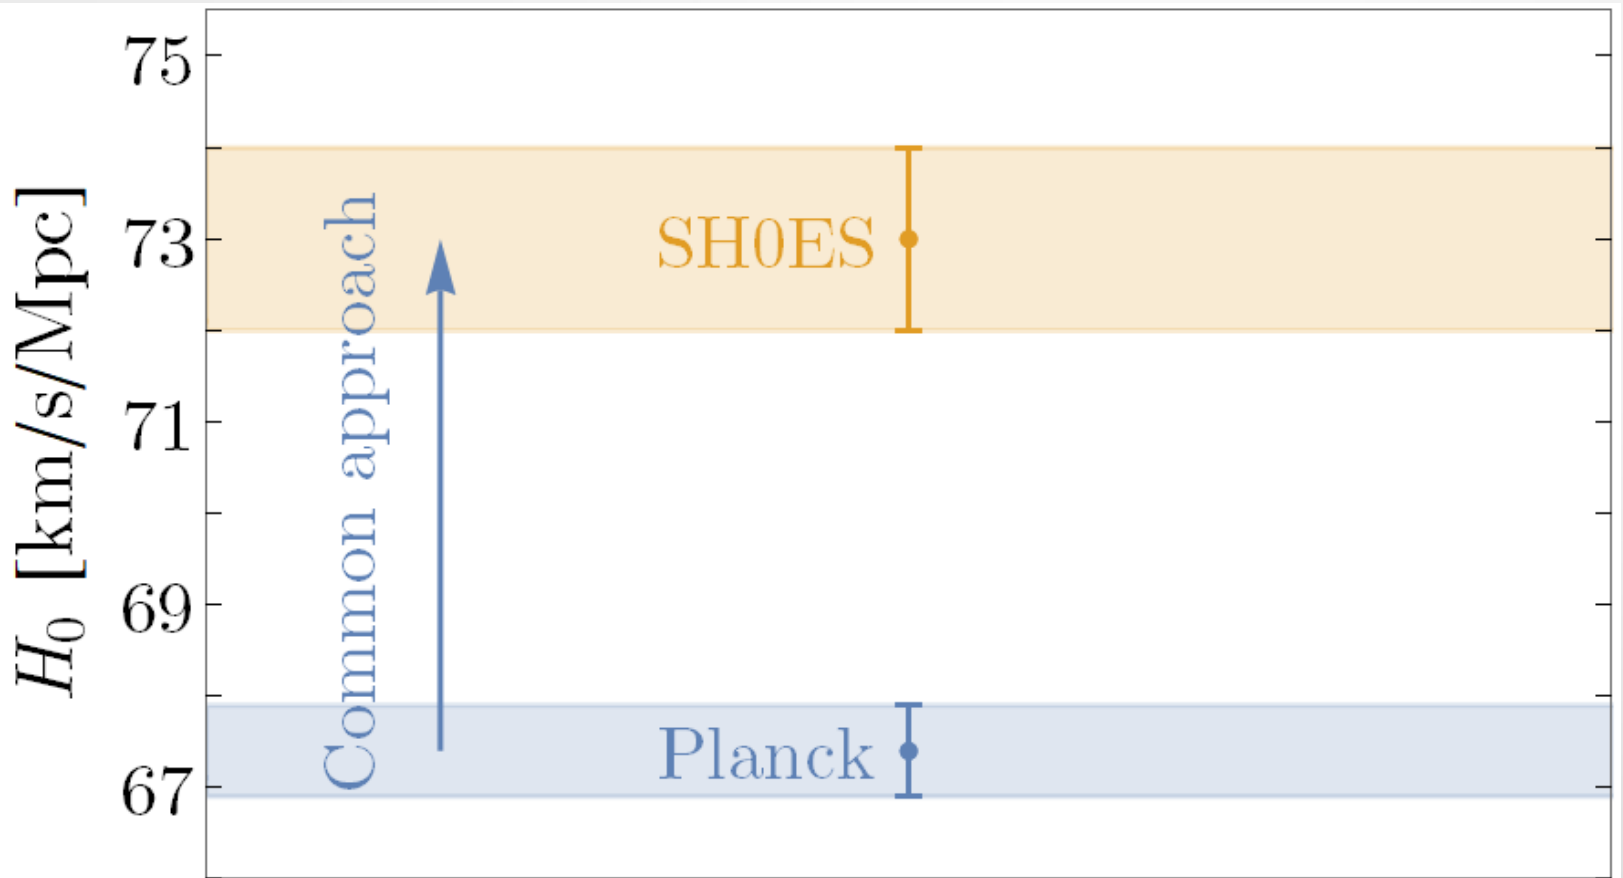 H₀ [km/s/Mpc]
75
73
71
69
67
Common approach
SH0ES
Planck